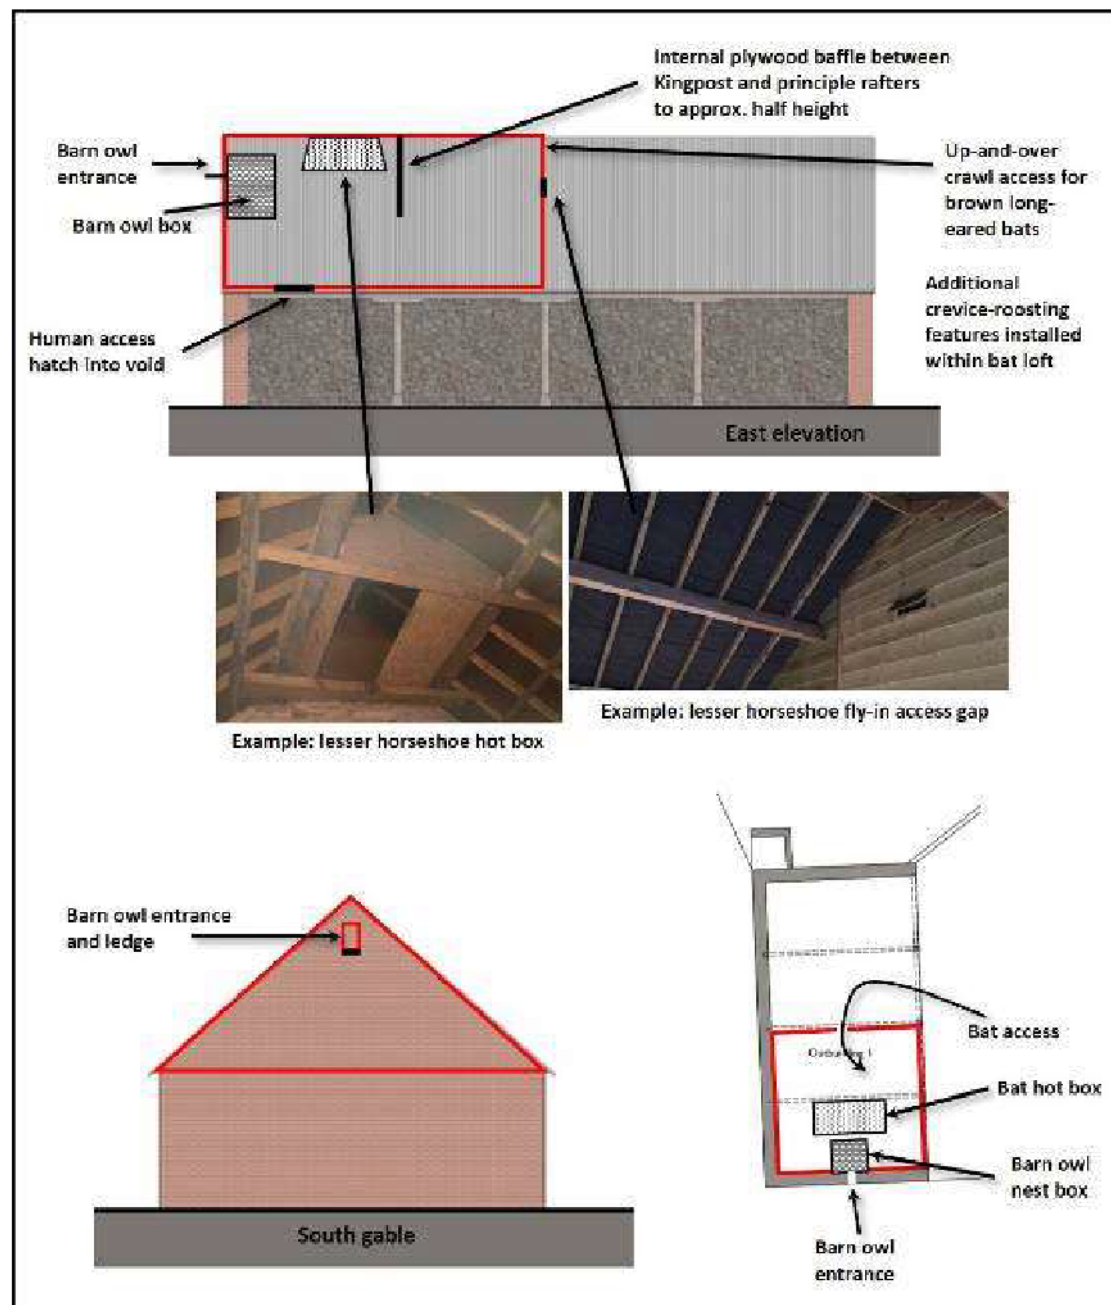 Internal plywood baffle between
Kingpost and principle rafters
to approx. half height
Barn owl
entrance
Barn owl box
Up-and-over
crawl access for
brown long-
eared bats
Additional
crevice-roosting
features installed
within bat loft
Human access
hatch into void
East elevation
Example: lesser horseshoe hot box
Example: lesser horseshoe fly-in access gap
Barn owl entrance
and ledge
South gable
Bat access
Bat hot box
Barn owl
nest box
Barn owl
entrance